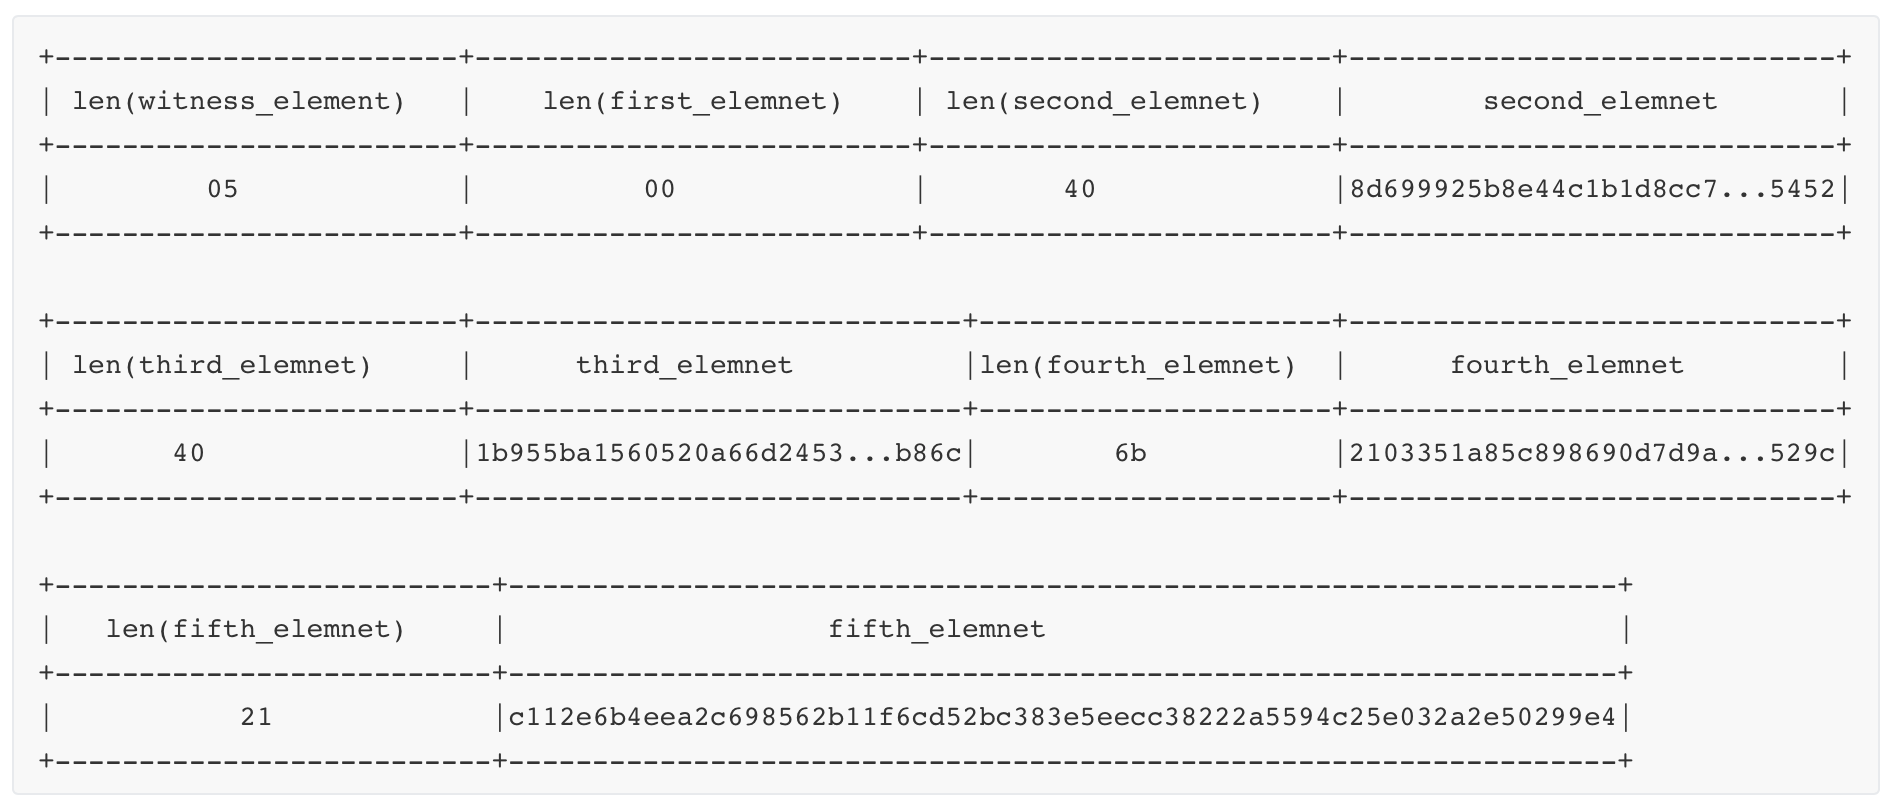 +------------------------+--------------------------+------------------------+-----------------------------+
| len(witness_element) | len(first_elemnet) | len(second_elemnet) | second_elemnet |
+------------------------+--------------------------+------------------------+-----------------------------+
| 05 | 00 | 40 |8d699925b8e44c1b1d8cc7...5452|
+------------------------+--------------------------+------------------------+-----------------------------+
+------------------------+-----------------------------+---------------------+-----------------------------+
| len(third_elemnet) | third_elemnet |len(fourth_elemnet) | fourth_elemnet |
+------------------------+-----------------------------+---------------------+-----------------------------+
| 40 |1b955ba1560520a66d2453...b86c| 6b |2103351a85c898690d7d9a...529c|
+------------------------+-----------------------------+---------------------+-----------------------------+
+--------------------------+------------------------------------------------------------------+
| len(fifth_elemnet) | fifth_elemnet |
+--------------------------+------------------------------------------------------------------+
| 21 |c112e6b4eea2c698562b11f6cd52bc383e5eecc38222a5594c25e032a2e50299e4|
+--------------------------+------------------------------------------------------------------+